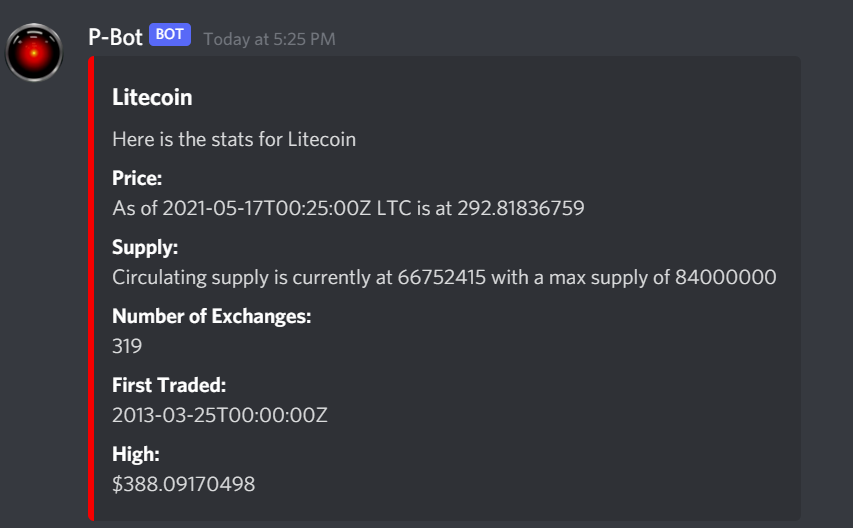 P-Bot BOT Today at 5:25 PM
Litecoin
Here is the stats for Litecoin
Price:
As of 2021-05-17T00:25:00Z LTC is at 292.81836759
Supply:
Circulating supply is currently at 66752415 with a max supply of 84000000
Number of Exchanges:
319
First Traded:
2013-03-25T00:00:00Z
High:
$388.09170498